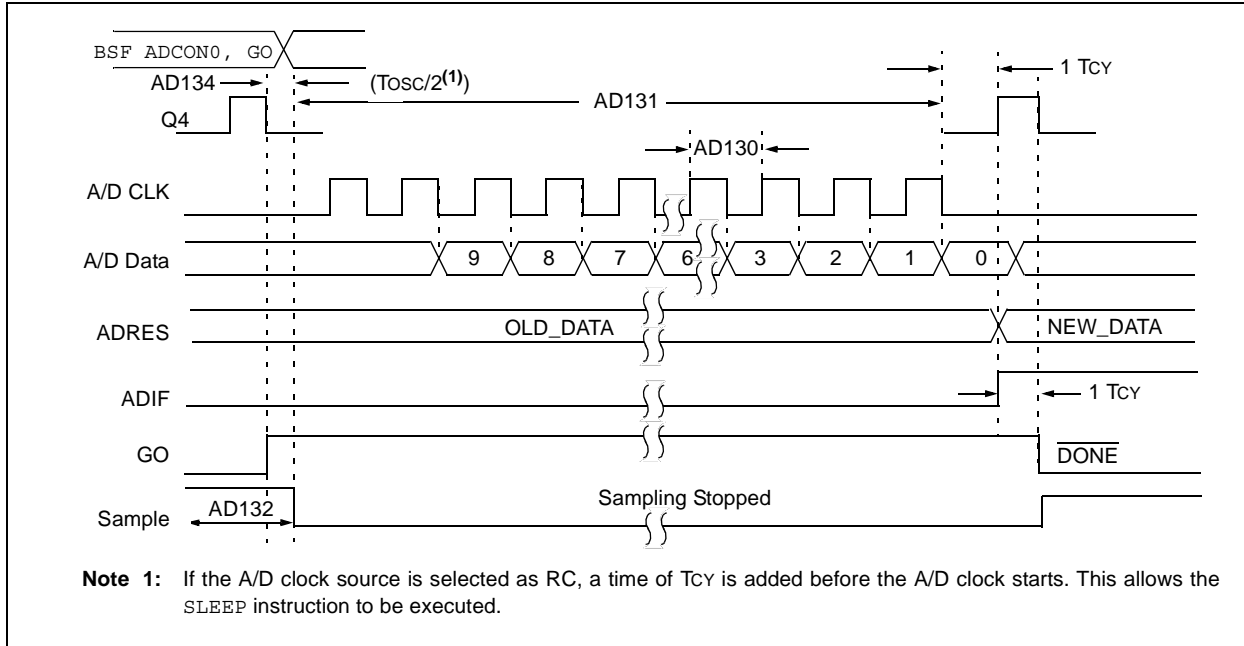 BSF ADCON0, GO
AD134 (TOSC/2(1)) 1 TCY
AD131
Q4
AD130
A/D CLK
A/D Data 9 8 7 6 3 2 1 0
ADRES OLD_DATA NEW_DATA
ADIF 1 TCY
GO DONE
Sample AD132 Sampling Stopped
Note 1: If the A/D clock source is selected as RC, a time of TCY is added before the A/D clock starts. This allows the
SLEEP instruction to be executed.